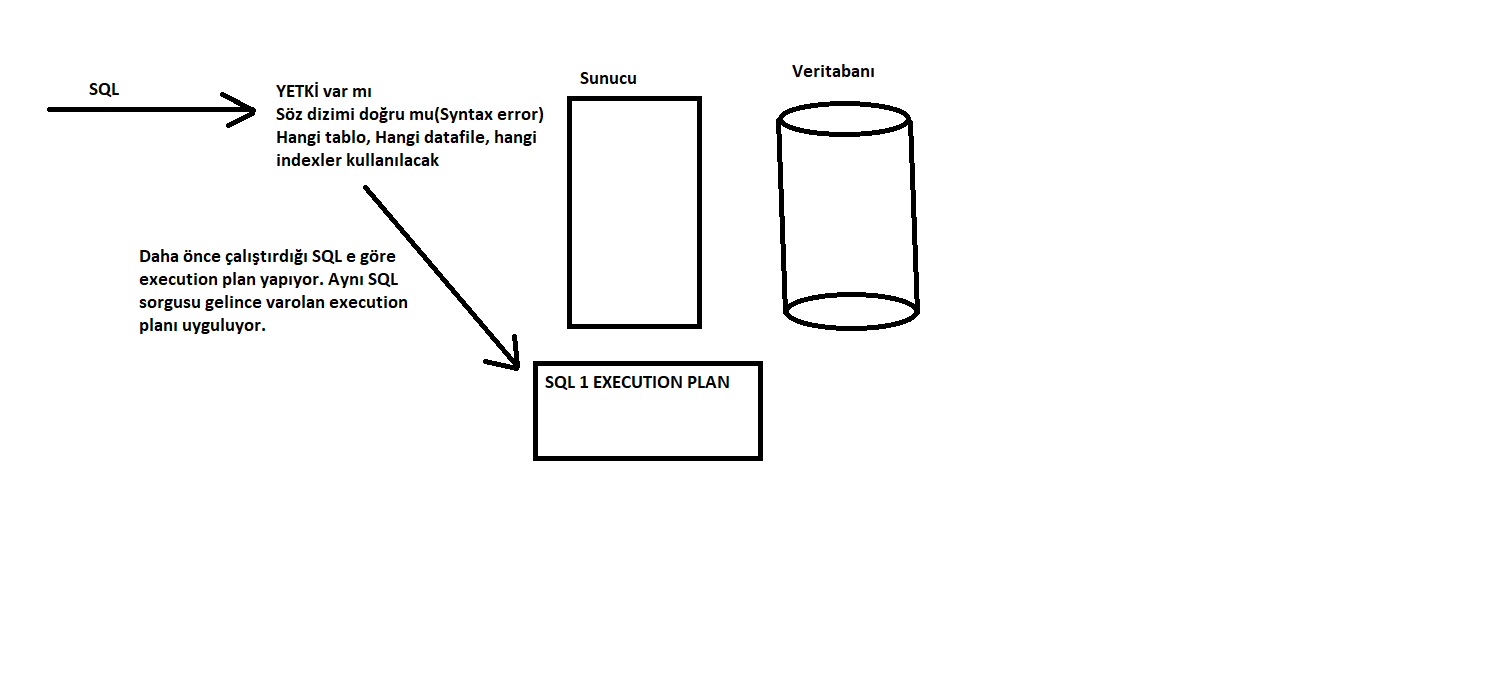 SQL
YETKİ var mı
Söz dizimi doğru mu(Syntax error)
Hangi tablo, Hangi datafile, hangi
indexler kullanılacak
Sunucu
Veritabanı
Daha önce çalıştırdığı SQL e göre
execution plan yapıyor. Aynı SQL
sorgusu gelince varolan execution
planı uyguluyor.
SQL 1 EXECUTION PLAN